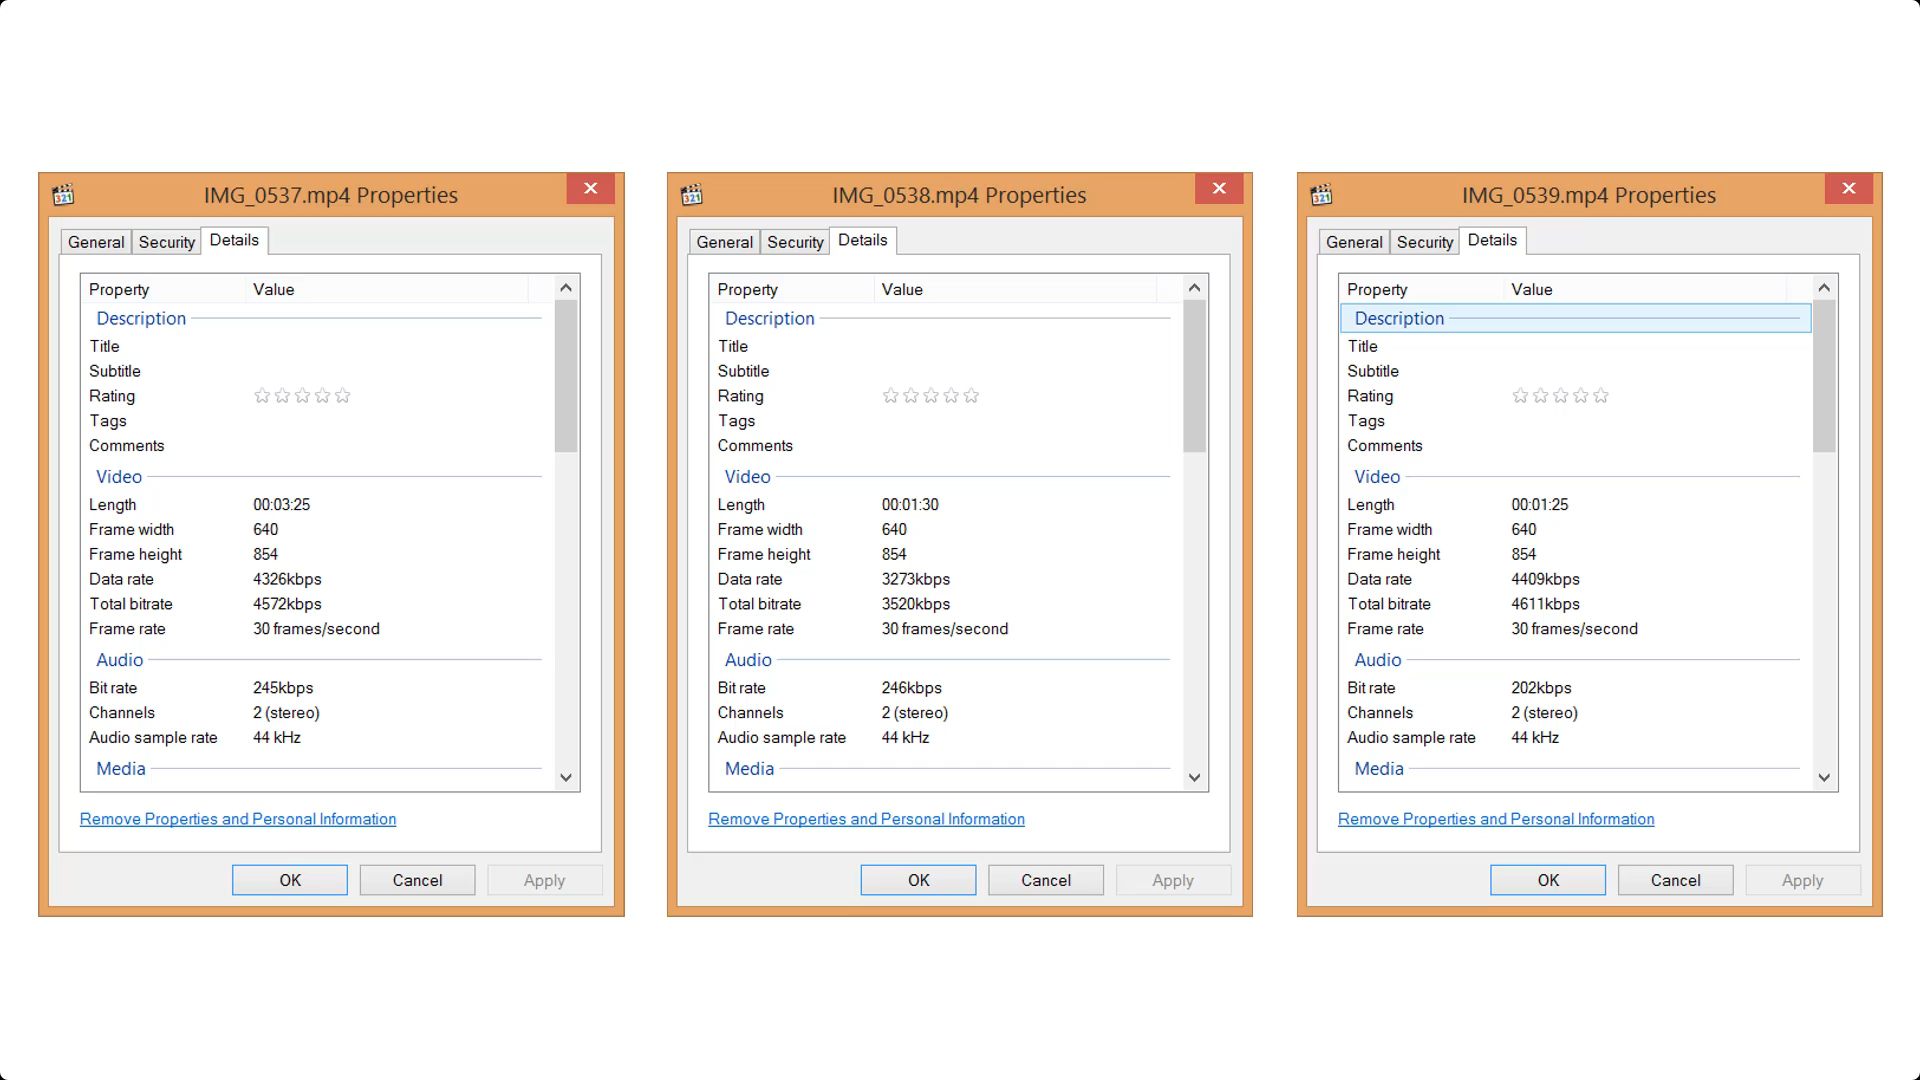 IMG_0537.mp4 Properties
General Security Details
Property Value
Description
Title
Subtitle
Rating
Tags
Comments
Video
Length 00:03:25
Frame width 640
Frame height 854
Data rate 4326kbps
Total bitrate 4572kbps
Frame rate 30 frames/second
Audio
Bit rate 245kbps
Channels 2 (stereo)
Audio sample rate 44 kHz
Media
Remove Properties and Personal Information
OK Cancel Apply
IMG_0538.mp4 Properties
General Security Details
Property Value
Description
Title
Subtitle
Rating
Tags
Comments
Video
Length 00:01:30
Frame width 640
Frame height 854
Data rate 3273kbps
Total bitrate 3520kbps
Frame rate 30 frames/second
Audio
Bit rate 246kbps
Channels 2 (stereo)
Audio sample rate 44 kHz
Media
Remove Properties and Personal Information
OK Cancel Apply
IMG_0539.mp4 Properties
General Security Details
Property Value
Description
Title
Subtitle
Rating
Tags
Comments
Video
Length 00:01:25
Frame width 640
Frame height 854
Data rate 4409kbps
Total bitrate 4611kbps
Frame rate 30 frames/second
Audio
Bit rate 202kbps
Channels 2 (stereo)
Audio sample rate 44 kHz
Media
Remove Properties and Personal Information
OK Cancel Apply